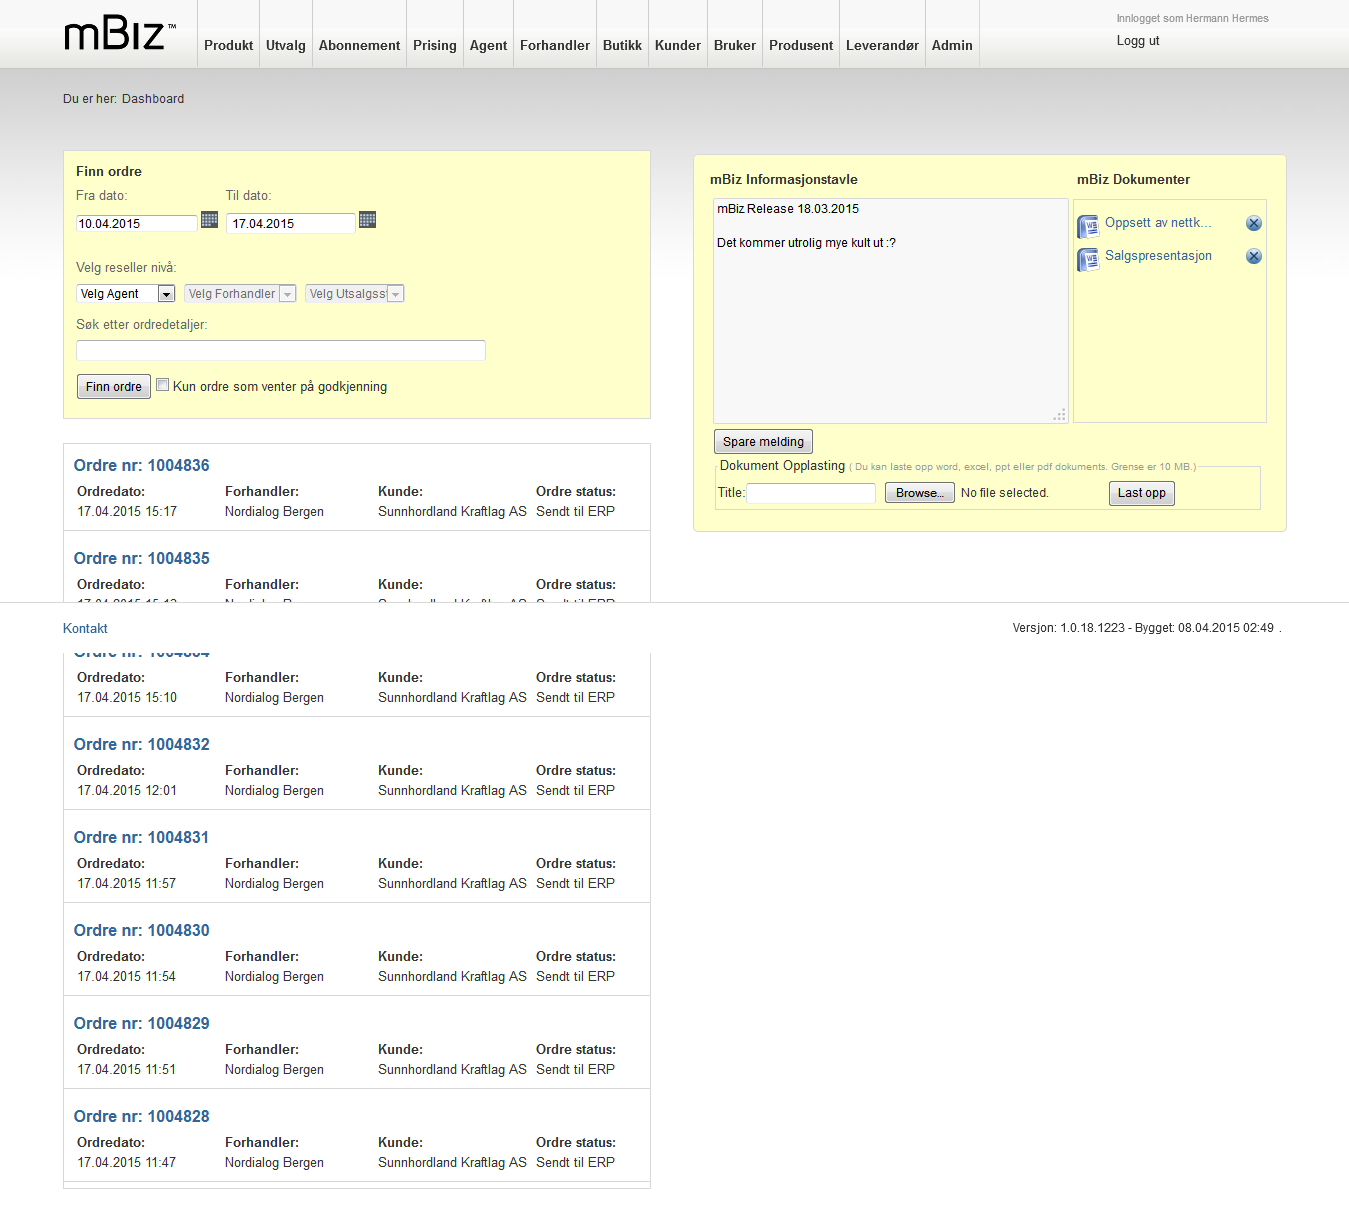 mBiz™
Produkt Utvalg Abonnement Prising Agent Forhandler Butikk Kunder Bruker Produsent Leverandør Admin
Innlogget som Hermann Hermes
Logg ut
Du er her: Dashboard
Finn ordre
Fra dato: Til dato:
10.04.2015 17.04.2015
Velg reseller nivå:
Velg Agent Velg Forhandler Velg Utsalgss
Søk etter ordredetaljer:
Finn ordre Kun ordre som venter på godkjenning
mBiz Informasjonstavle
mBiz Release 18.03.2015
Det kommer utrolig mye kult ut :?
mBiz Dokumenter
Oppsett av nettk...
Salgspresentasjon
Spare melding
Dokument Opplasting ( Du kan laste opp word, excel, ppt eller pdf dokuments. Grense er 10 MB.)
Title: Browse... No file selected. Last opp
Ordre nr: 1004836
Ordredato: Forhandler: Kunde: Ordre status:
17.04.2015 15:17 Nordialog Bergen Sunnhordland Kraftlag AS Sendt til ERP
Ordre nr: 1004835
Ordredato: Forhandler: Kunde: Ordre status:
Kontakt
Versjon: 1.0.18.1223 - Bygget: 08.04.2015 02:49 .
Ordredato: Forhandler: Kunde: Ordre status:
17.04.2015 15:10 Nordialog Bergen Sunnhordland Kraftlag AS Sendt til ERP
Ordre nr: 1004832
Ordredato: Forhandler: Kunde: Ordre status:
17.04.2015 12:01 Nordialog Bergen Sunnhordland Kraftlag AS Sendt til ERP
Ordre nr: 1004831
Ordredato: Forhandler: Kunde: Ordre status:
17.04.2015 11:57 Nordialog Bergen Sunnhordland Kraftlag AS Sendt til ERP
Ordre nr: 1004830
Ordredato: Forhandler: Kunde: Ordre status:
17.04.2015 11:54 Nordialog Bergen Sunnhordland Kraftlag AS Sendt til ERP
Ordre nr: 1004829
Ordredato: Forhandler: Kunde: Ordre status:
17.04.2015 11:51 Nordialog Bergen Sunnhordland Kraftlag AS Sendt til ERP
Ordre nr: 1004828
Ordredato: Forhandler: Kunde: Ordre status:
17.04.2015 11:47 Nordialog Bergen Sunnhordland Kraftlag AS Sendt til ERP